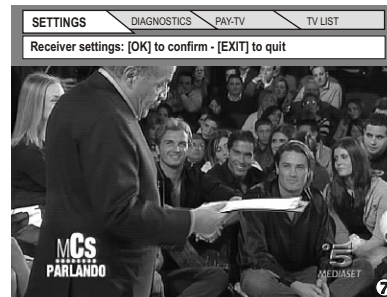 SETTINGS DIAGNOSTICS PAY-TV TV LIST
Receiver settings: [OK] to confirm - [EXIT] to quit
MCS
PARLANDO
5
MEDIASET
7